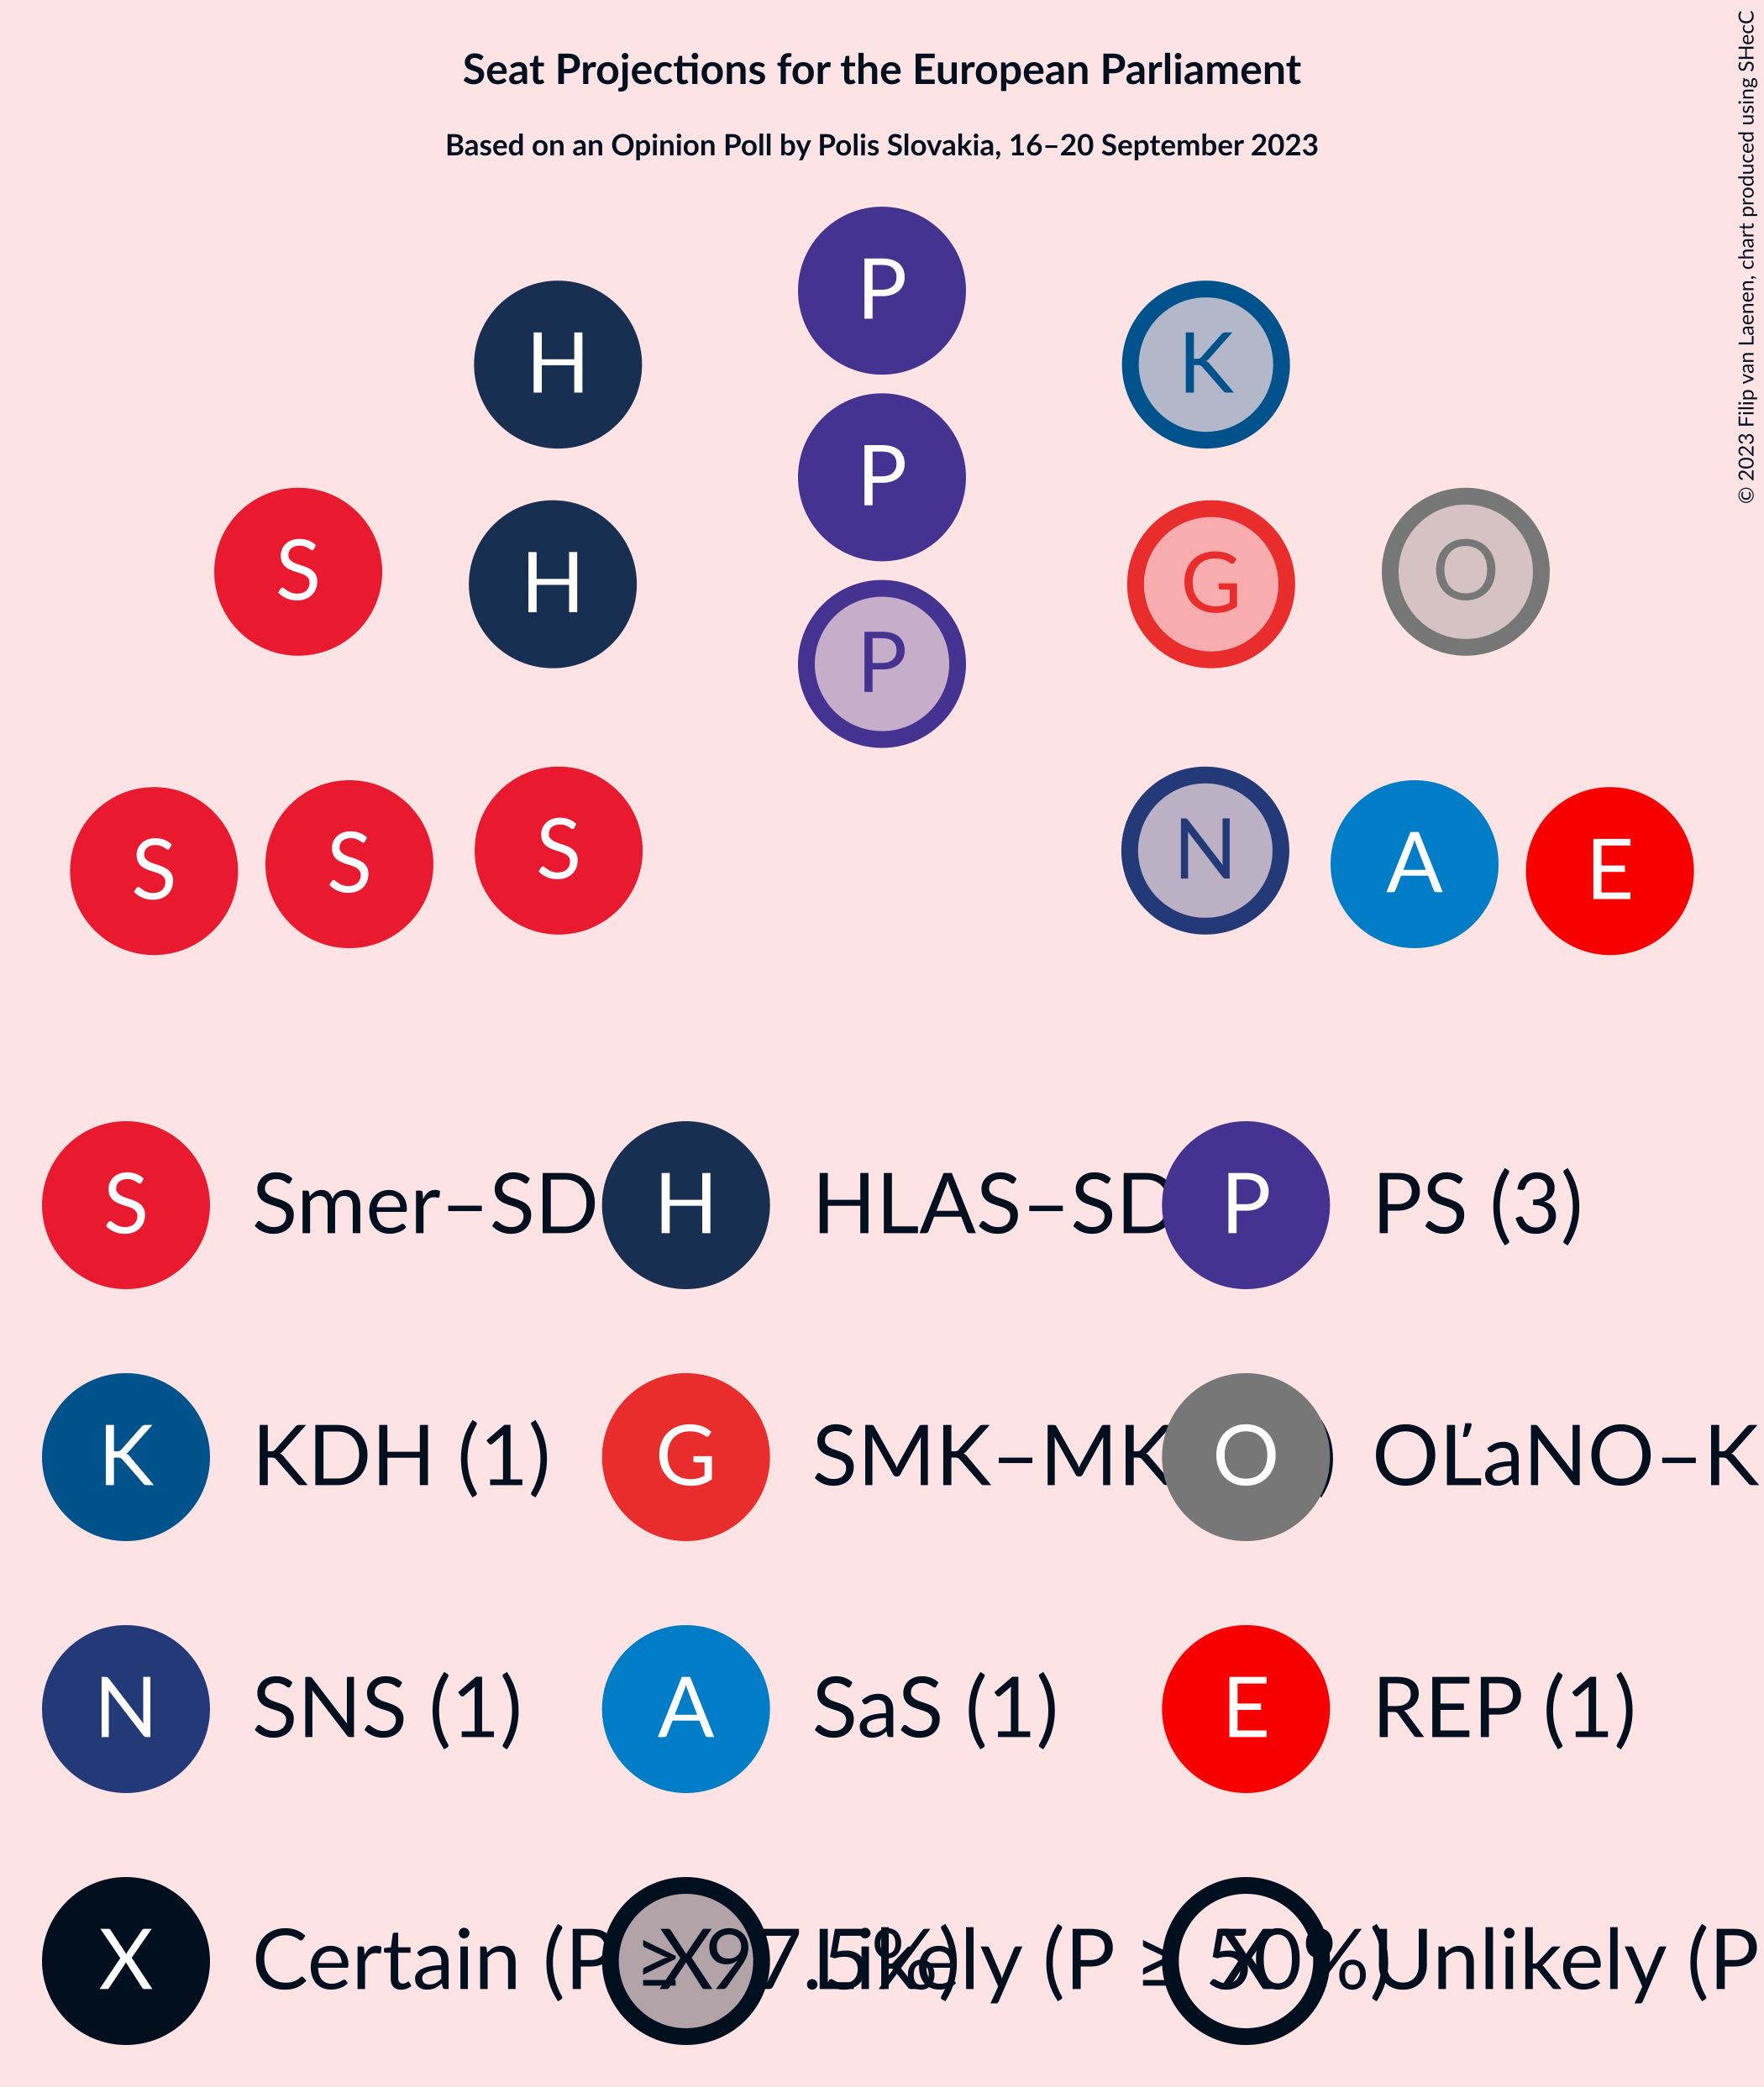 Seat Projections for the European Parliament
Based on an Opinion Poll by Polis Slovakia, 16–20 September 2023
© 2023 Filip van Laenen, chart produced using SHecC
P
H K
P
S H G O
P
S S S N A E
S Smer–SD H HLAS–SD P PS (3)
K KDH (1) G SMK–MK O OĽaNO–K
N SNS (1) A SaS (1) E REP (1)
X Certain (P ≥ 97.5%) X Likely (P ≥ 50%) X Unlikely (P